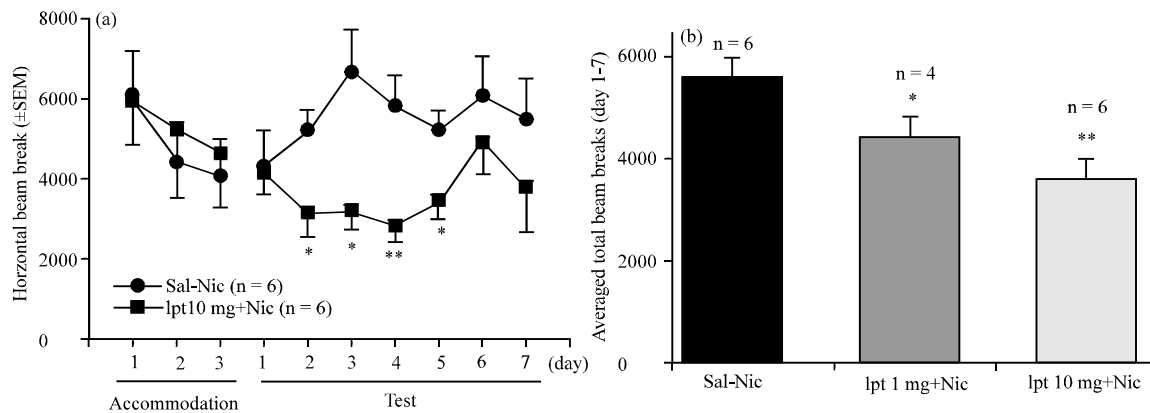 (a)
8000
6000
4000
2000
0
Horzontal beam break (±SEM)
* * ** *
Sal-Nic (n = 6)
lpt10 mg+Nic (n = 6)
1 2 3 1 2 3 4 5 6 7 (day)
Accommodation Test
(b)
6000
4000
2000
0
Averaged total beam breaks (day 1-7)
n = 6
n = 4
*
n = 6
**
Sal-Nic lpt 1 mg+Nic lpt 10 mg+Nic